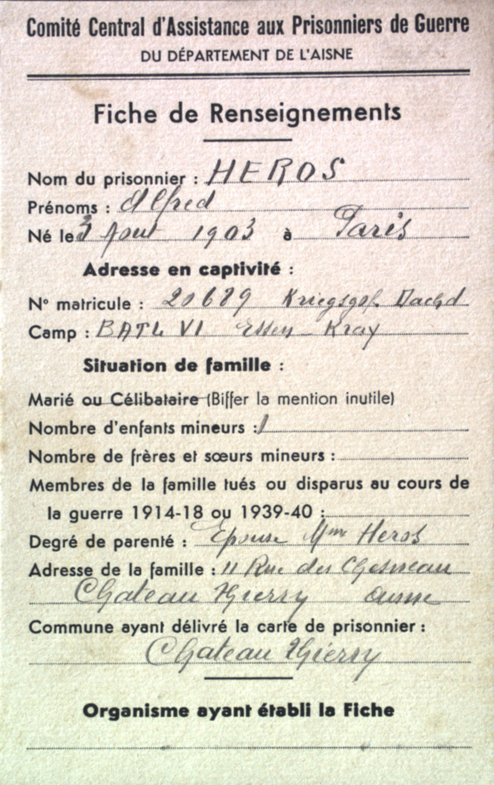 Comité Central d'Assistance aux Prisonniers de Guerre
DU DÉPARTEMENT DE L'AISNE
Fiche de Renseignements
Nom du prisonnier : HEROS
Prénoms : Alfred
Né le 3 Aout 1903 à Paris
Adresse en captivité :
N° matricule : 20689 Kriegsgef.
Camp : VI Essen-Kray
Situation de famille :
Marié ou Célibataire (Biffer la mention inutile)
Nombre d'enfants mineurs : 1
Nombre de frères et sœurs mineurs :
Membres de la famille tués ou disparus au cours de
la guerre 1914-18 ou 1939-40 :
Degré de parenté : Epouse Mme Heros
Adresse de la famille : 11 Rue du
Chateau Thierry Aisne
Commune ayant délivré la carte de prisonnier :
Chateau Thierry
Organisme ayant établi la Fiche